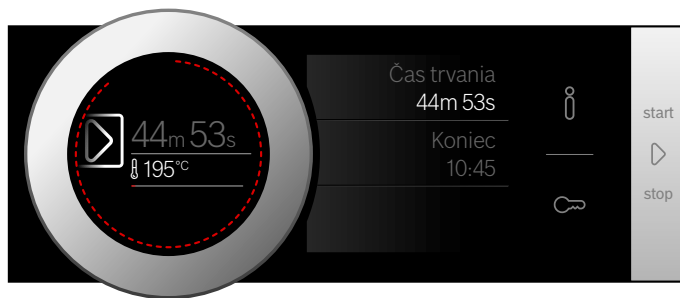 44m 53s
195°C
Čas trvania
44m 53s
Koniec
10:45
start
stop